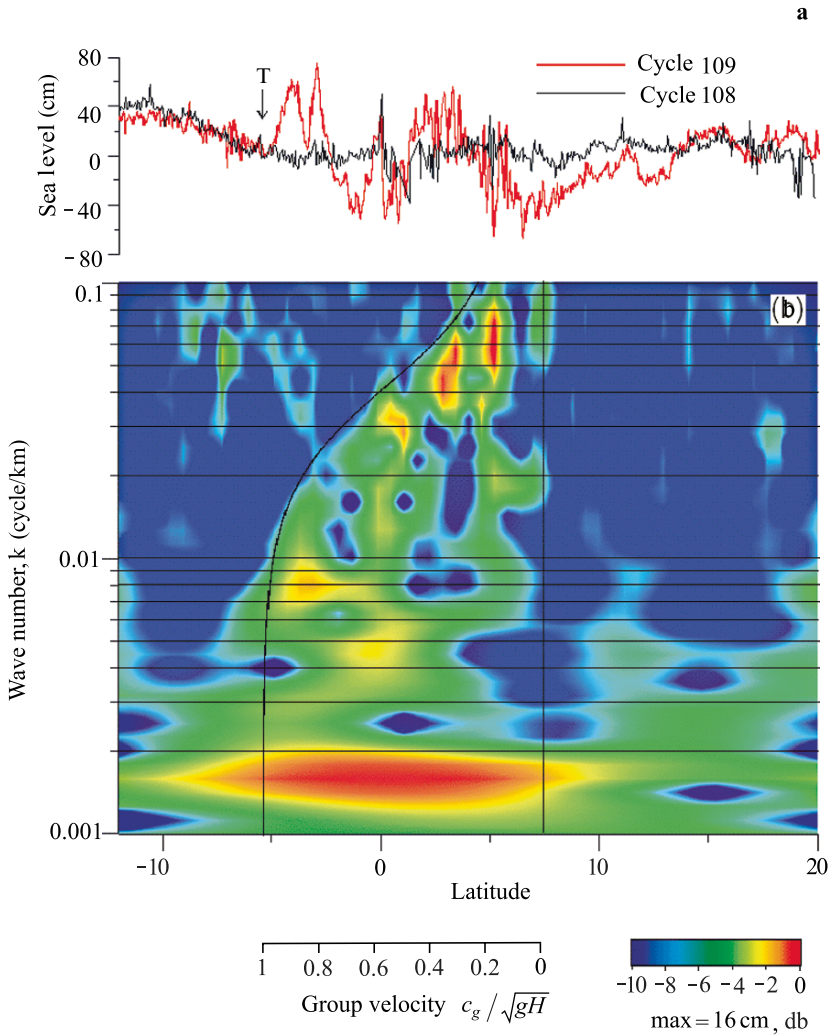 a
80
40
0
−40
−80
Sea level (cm)
T
Cycle 109
Cycle 108
(b)
0.1
0.01
0.001
Wave number, k (cycle/km)
−10 0 10 20
Latitude
1 0.8 0.6 0.4 0.2 0
Group velocity c_g / √gH
−10 −8 −6 −4 −2 0
max = 16 cm, db